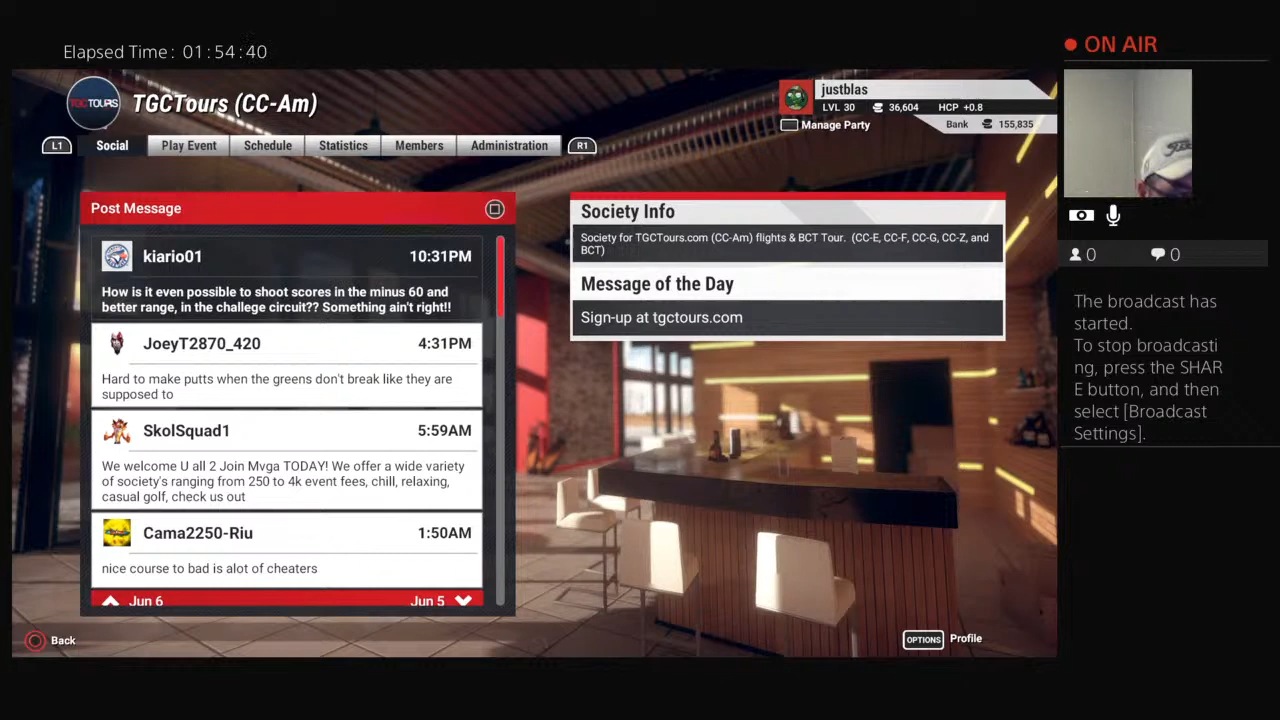 Elapsed Time: 01:54:40
ON AIR
TGC TOURS
TGCTours (CC-Am)
justblas
LVL 30 36,604 HCP +0.8
Manage Party
Bank 155,835
L1 Social Play Event Schedule Statistics Members Administration R1
Post Message
kiario01 10:31PM
How is it even possible to shoot scores in the minus 60 and
better range, in the challege circuit?? Something ain't right!!
JoeyT2870_420 4:31PM
Hard to make putts when the greens don't break like they are
supposed to
SkolSquad1 5:59AM
We welcome U all 2 Join Mvga TODAY! We offer a wide variety
of society's ranging from 250 to 4k event fees, chill, relaxing,
casual golf, check us out
Cama2250-Riu 1:50AM
nice course to bad is alot of cheaters
Jun 6 Jun 5
Society Info
Society for TGCTours.com (CC-Am) flights & BCT Tour. (CC-E, CC-F, CC-G, CC-Z, and
BCT)
Message of the Day
Sign-up at tgctours.com
0 0
The broadcast has
started.
To stop broadcasti
ng, press the SHAR
E button, and then
select [Broadcast
Settings].
Back
OPTIONS Profile